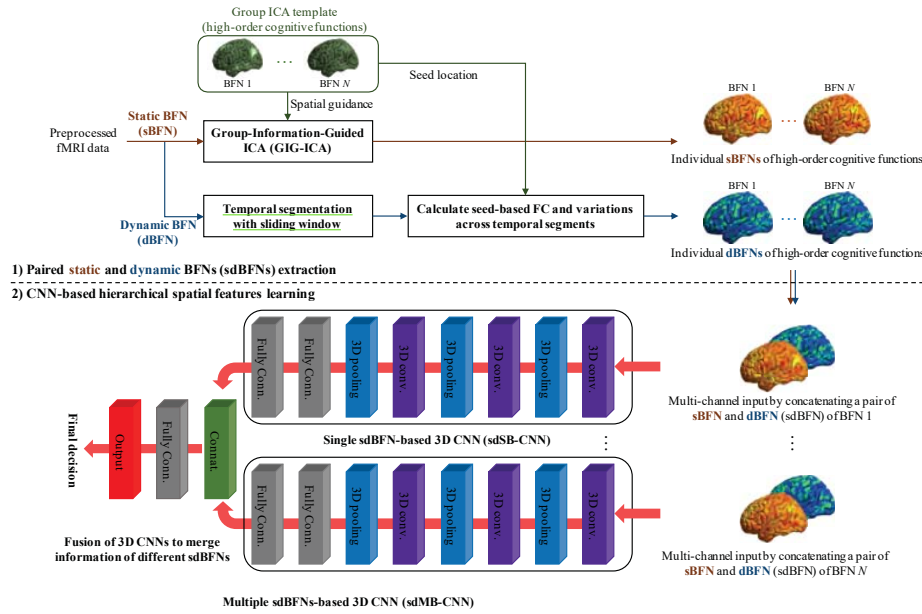 Group ICA template
(high-order cognitive functions)
BFN 1
...
BFN N
Seed location
Spatial guidance
Static BFN
(sBFN)
Preprocessed
fMRI data
Group-Information-Guided
ICA (GIG-ICA)
BFN 1
BFN N
...
Individual sBFNs of high-order cognitive functions
Dynamic BFN
(dBFN)
Temporal segmentation
with sliding window
Calculate seed-based FC and variations
across temporal segments
BFN 1
BFN N
...
Individual dBFNs of high-order cognitive functions
1) Paired static and dynamic BFNs (sdBFNs) extraction
2) CNN-based hierarchical spatial features learning
Fully Conn.
Fully Conn.
3D pooling
3D conv.
3D pooling
3D conv.
3D pooling
3D conv.
Multi-channel input by concatenating a pair of
sBFN and dBFN (sdBFN) of BFN 1
Single sdBFN-based 3D CNN (sdSB-CNN)
...
...
Final decision
Output
Fully Conn.
Connat.
Fully Conn.
Fully Conn.
3D pooling
3D conv.
3D pooling
3D conv.
3D pooling
3D conv.
Multi-channel input by concatenating a pair of
sBFN and dBFN (sdBFN) of BFN N
Fusion of 3D CNNs to merge
information of different sdBFNs
Multiple sdBFNs-based 3D CNN (sdMB-CNN)